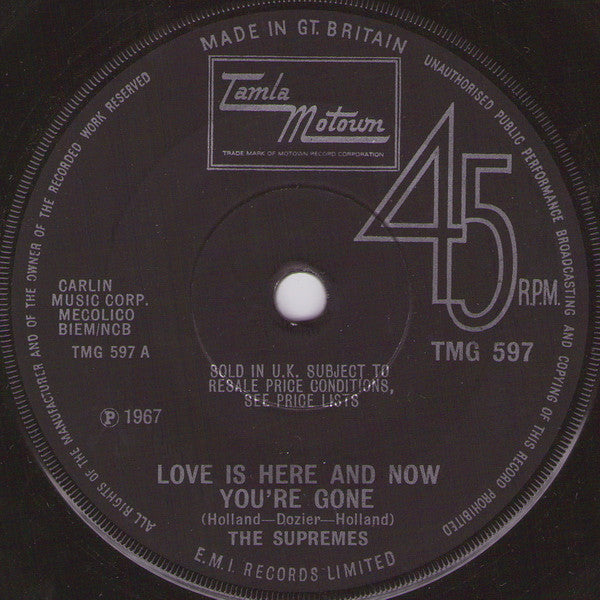 MADE IN GT. BRITAIN
UNAUTHORISED PUBLIC PERFORMANCE BROADCASTING AND COPYING OF THIS RECORD PROHIBITED
ALL RIGHTS OF THE MANUFACTURER AND OF THE OWNER OF THE RECORDED WORK RESERVED
Tamla
Motown
TRADE MARK OF MOTOWN RECORD CORPORATION
45
R.P.M.
TMG 597
CARLIN
MUSIC CORP.
MECOLICO
BIEM/NCB
TMG 597 A
SOLD IN U.K. SUBJECT TO
RESALE PRICE CONDITIONS,
SEE PRICE LISTS
Ⓟ 1967
LOVE IS HERE AND NOW
YOU'RE GONE
(Holland—Dozier—Holland)
THE SUPREMES
E.M.I. RECORDS LIMITED